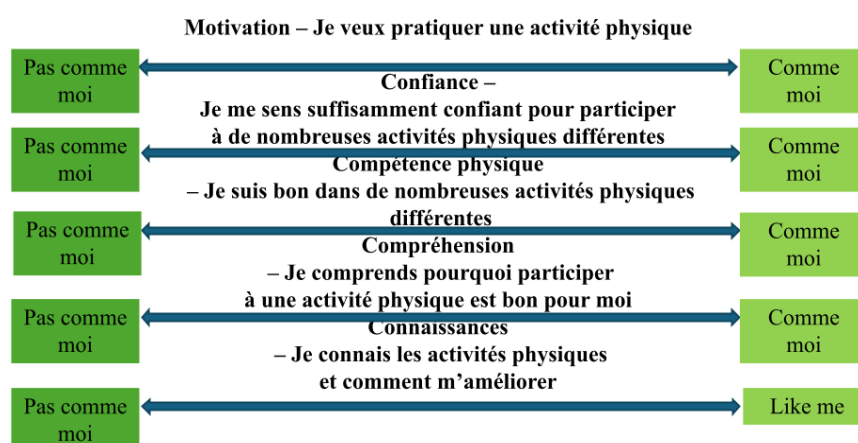 Motivation – Je veux pratiquer une activité physique
Pas comme
moi
Comme
moi
Confiance –
Je me sens suffisamment confiant pour participer
à de nombreuses activités physiques différentes
Pas comme
moi
Comme
moi
Compétence physique
– Je suis bon dans de nombreuses activités physiques
différentes
Pas comme
moi
Comme
moi
Compréhension
– Je comprends pourquoi participer
à une activité physique est bon pour moi
Pas comme
moi
Comme
moi
Connaissances
– Je connais les activités physiques
et comment m’améliorer
Pas comme
moi
Like me